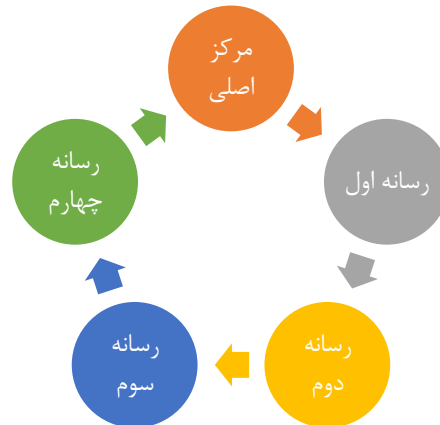 مرکز
اصلی
رسانه اول
رسانه
دوم
رسانه
سوم
رسانه
چهارم